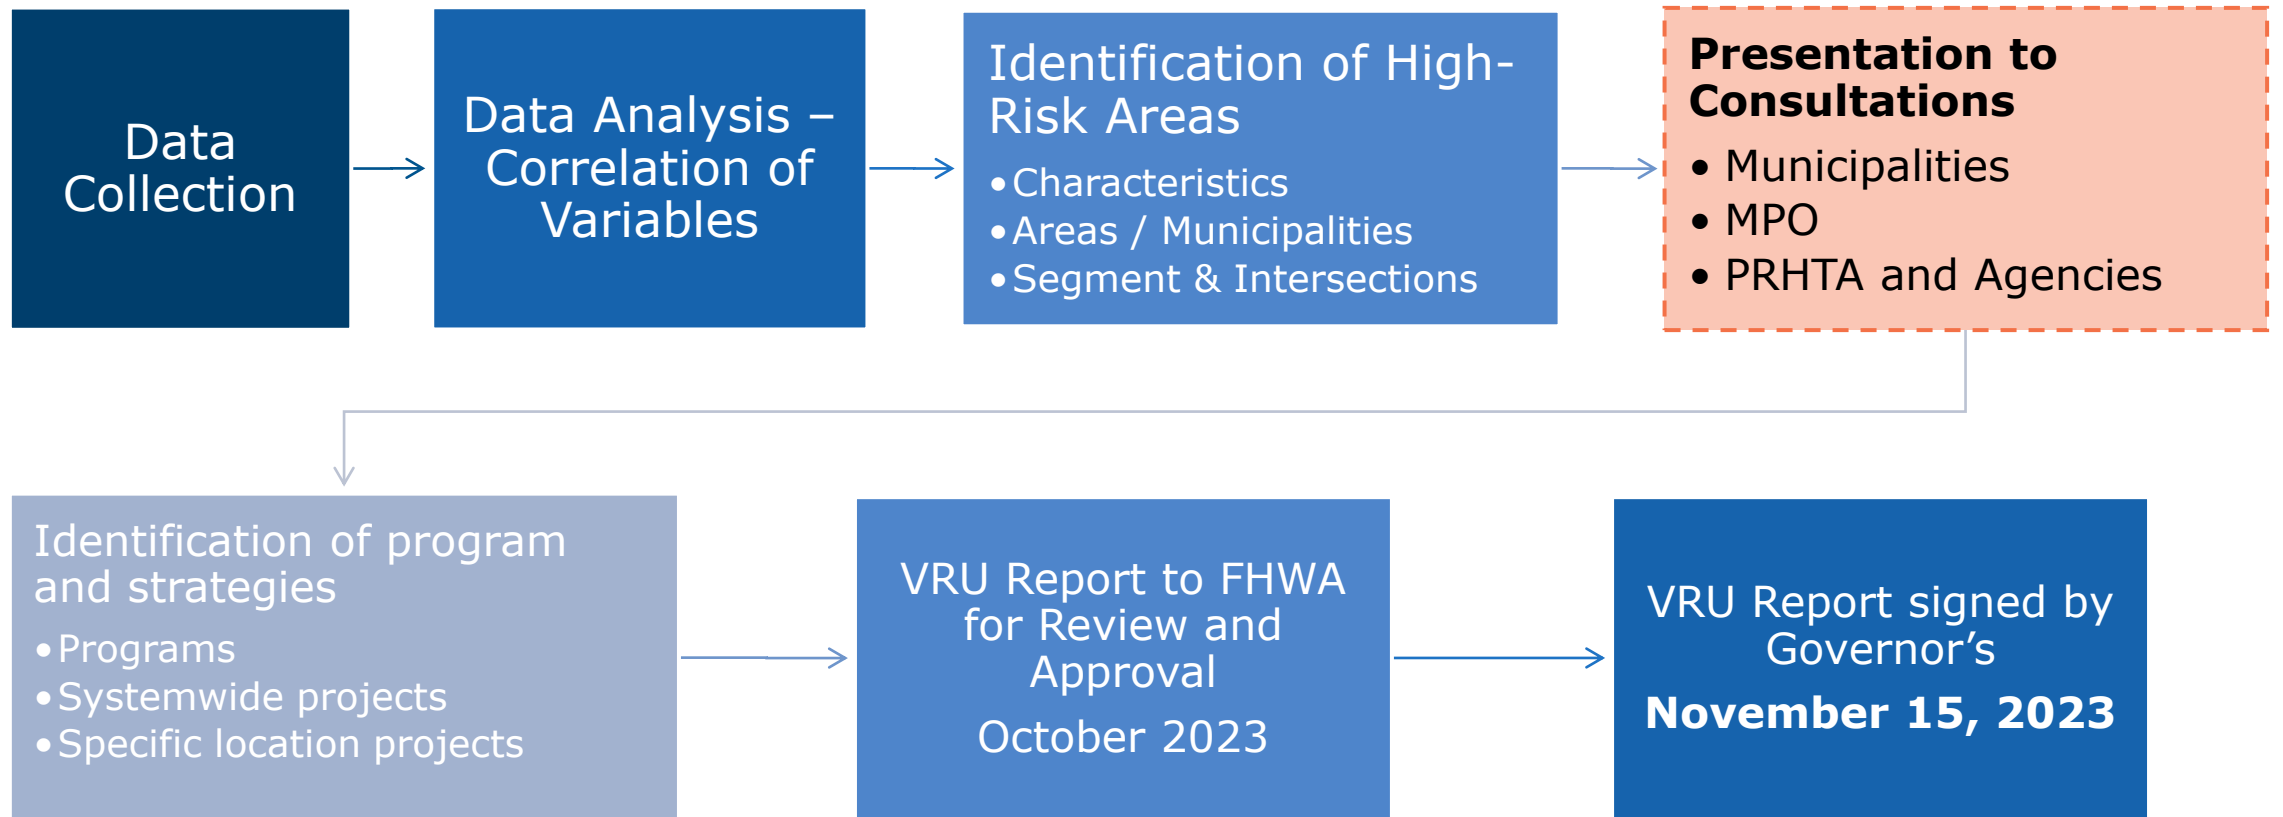 Data
Collection
Data Analysis –
Correlation of
Variables
Identification of High-
Risk Areas
•Characteristics
•Areas / Municipalities
•Segment & Intersections
Presentation to
Consultations
• Municipalities
• MPO
• PRHTA and Agencies
Identification of program
and strategies
•Programs
•Systemwide projects
•Specific location projects
VRU Report to FHWA
for Review and
Approval
October 2023
VRU Report signed by
Governor’s
November 15, 2023